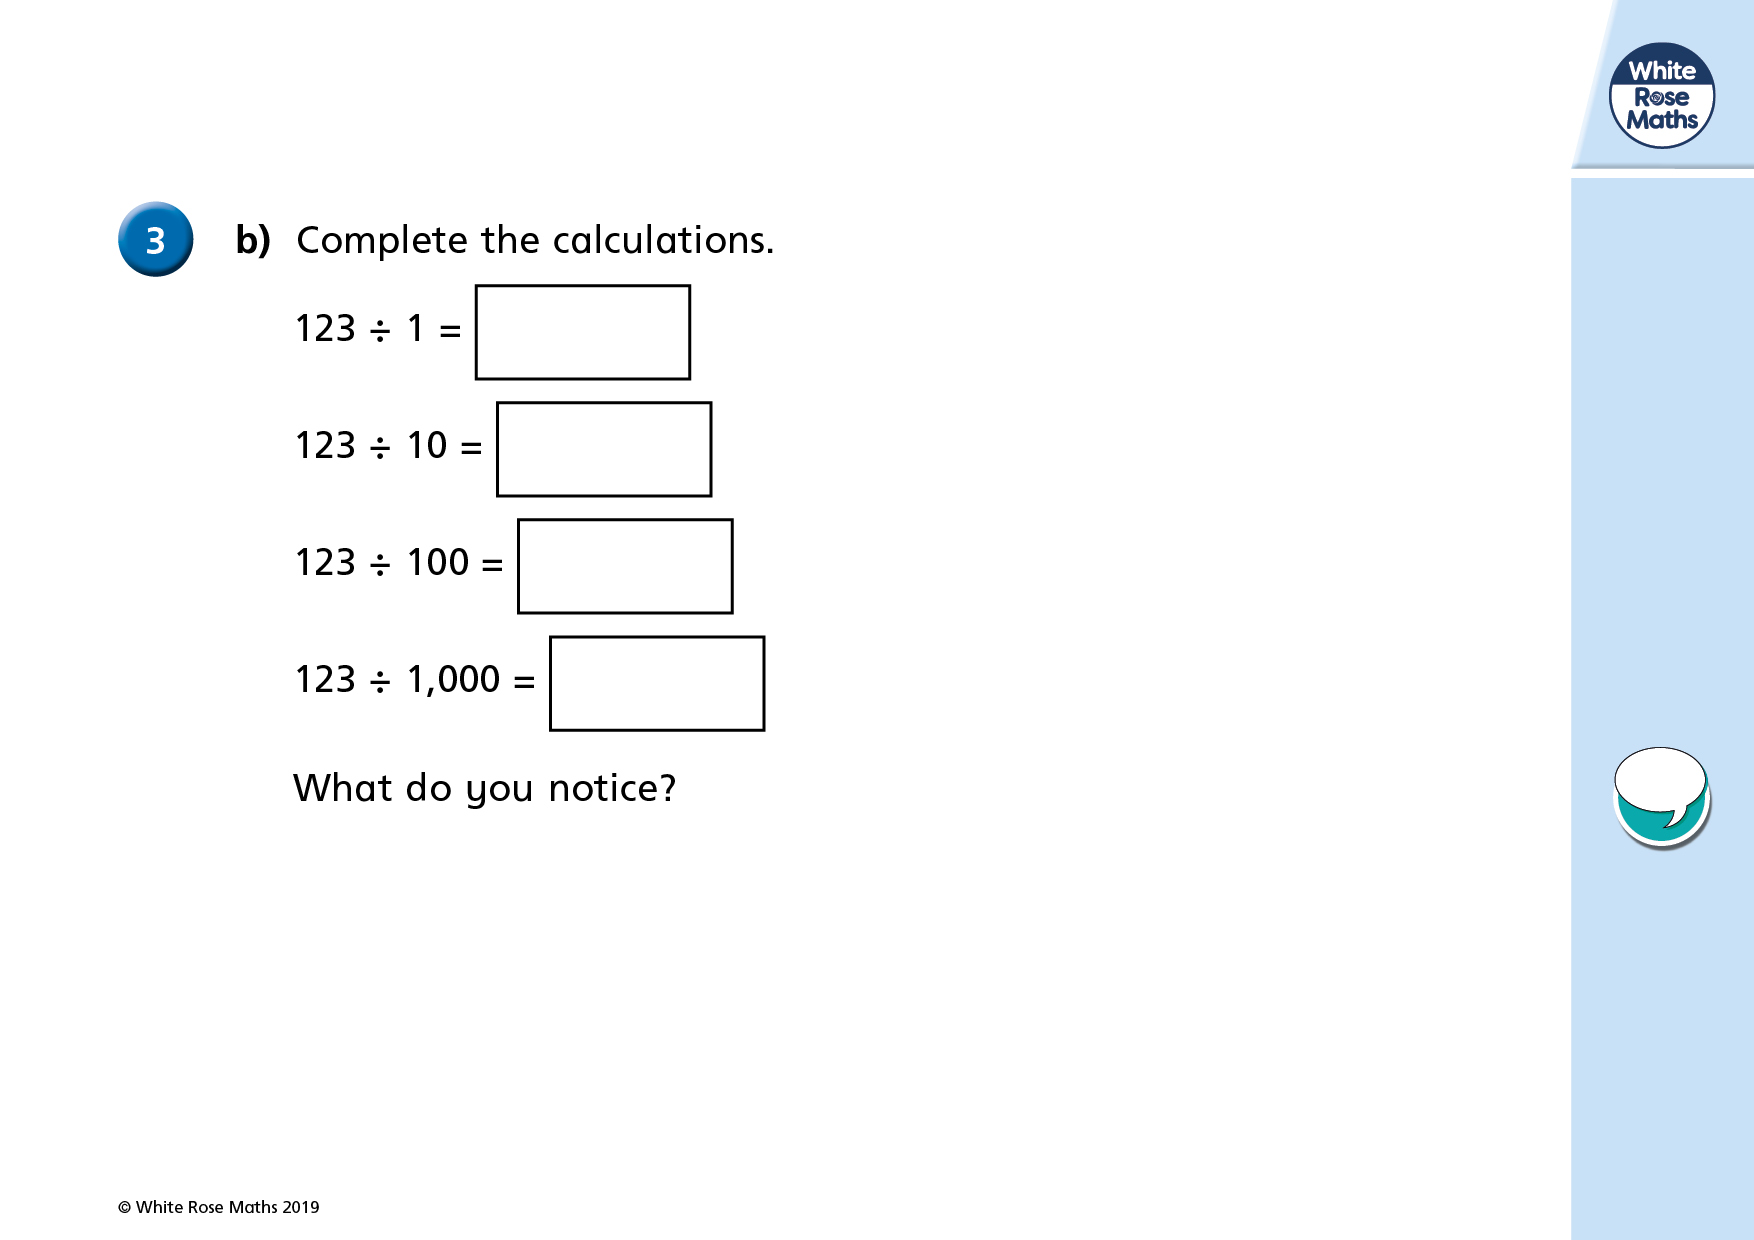 White
Rose
Maths
3 b) Complete the calculations.
123 ÷ 1 =
123 ÷ 10 =
123 ÷ 100 =
123 ÷ 1,000 =
What do you notice?
© White Rose Maths 2019